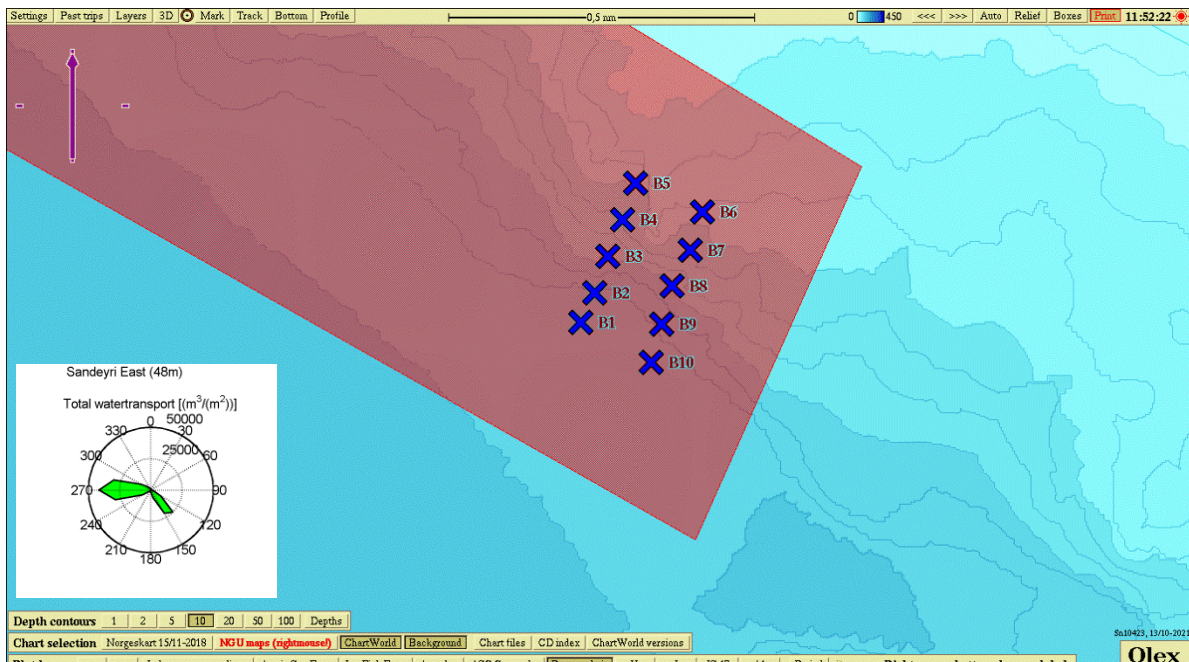 Settings Past trips Layers 3D Mark Track Bottom Profile 0,5 nm 0 450 <<< >>> Auto Relief Boxes Print 11:52:22
B5
B6
B4
B7
B3
B8
B2
B1
B9
B10
Sandeyri East (48m)
Total watertransport [(m³/(m²))]
0
50000
330
30
25000
300
60
270
90
240
120
210
150
180
Depth contours 1 2 5 10 20 50 100 Depths
Sn10423, 13/10-2021
Chart selection Norgeskart 15/11-2018 NGU maps (rightmouse!) ChartWorld Background Chart files CD index ChartWorld versions
Olex